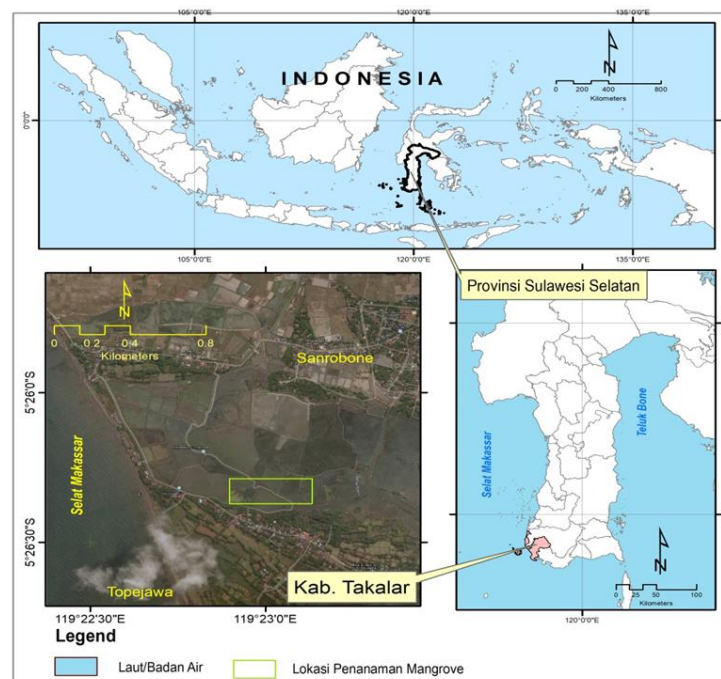 105°0'0"E
120°0'0"E
135°0'0"E
INDONESIA
N
0 200 400 800
Kilometers
0°0'0"
105°0'0"E
120°0'0"E
135°0'0"E
Provinsi Sulawesi Selatan
N
0 0.2 0.4 0.8
Kilometers
Sanrobone
5°26'0"S
Selat Makassar
5°26'30"S
Topejawa
119°22'30"E
119°23'0"E
Selat Makassar
Teluk Bone
N
0 25 50 100
Kilometers
Kab. Takalar
120°0'0"E
Legend
Laut/Badan Air
Lokasi Penanaman Mangrove